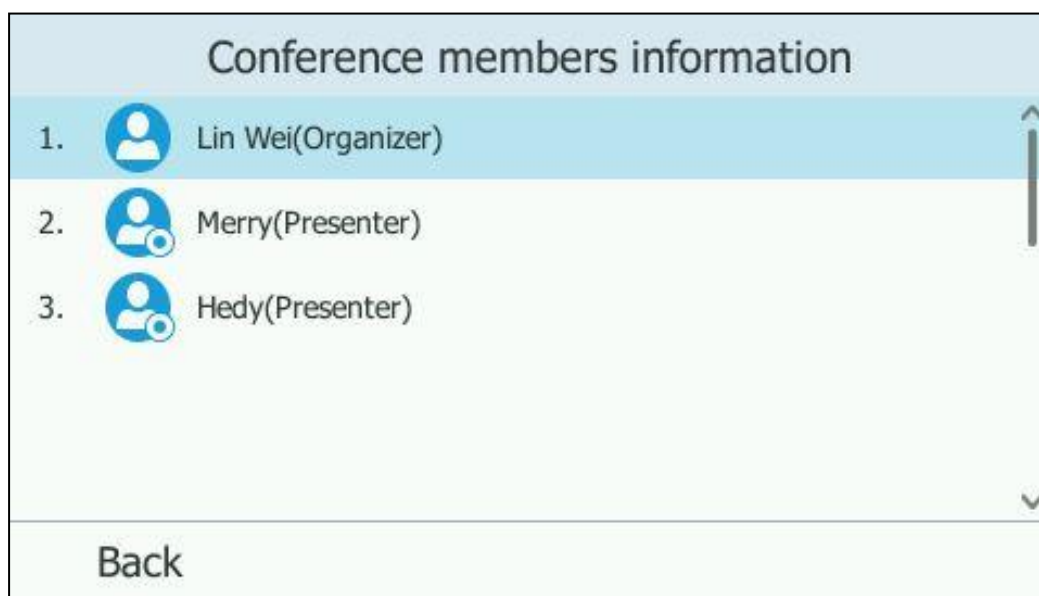 Conference members information
1. Lin Wei(Organizer)
2. Merry(Presenter)
3. Hedy(Presenter)
Back